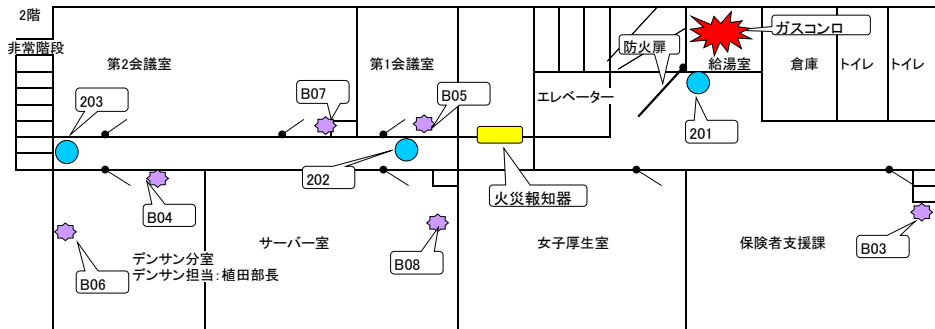 2階
ガスコンロ
防火扉
非常階段
第2会議室
第1会議室
給湯室
倉庫
トイレ
トイレ
B07
B05
エレベーター
203
201
202
火災報知器
B04
B03
サーバー室
女子厚生室
保険者支援課
デンサン分室
デンサン担当：植田部長
B06
B08